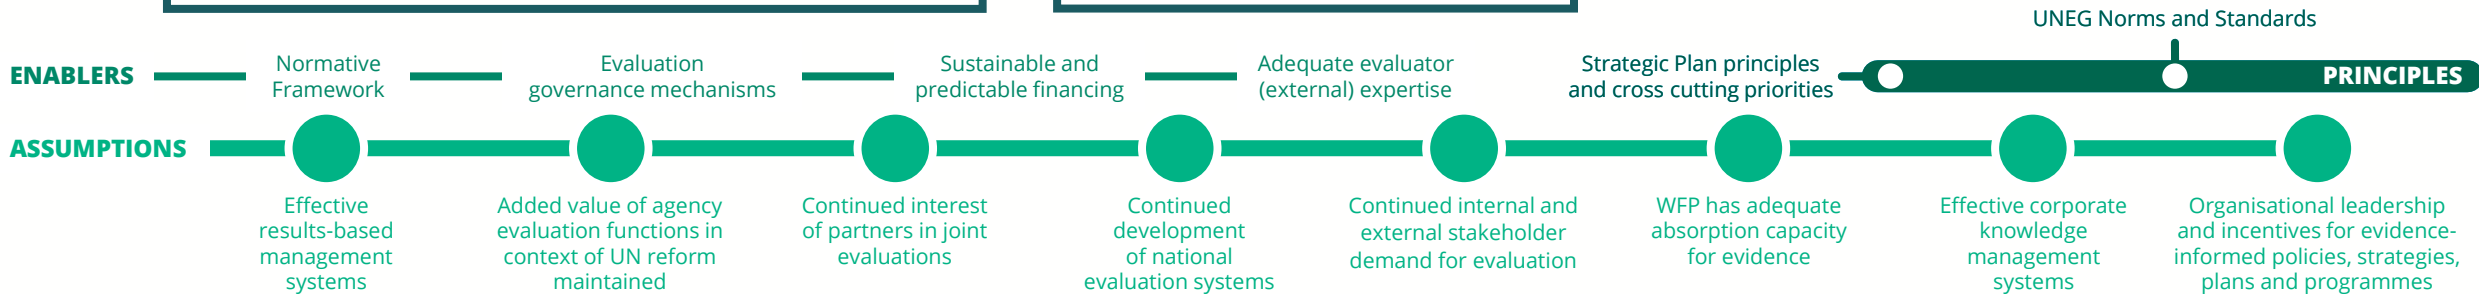 UNEG Norms and Standards
ENABLERS
Normative
Framework
Evaluation
governance mechanisms
Sustainable and
predictable financing
Adequate evaluator
(external) expertise
Strategic Plan principles
and cross cutting priorities
PRINCIPLES
ASSUMPTIONS
Effective
results-based
management
systems
Added value of agency
evaluation functions in
context of UN reform
maintained
Continued interest
of partners in joint
evaluations
Continued
development
of national
evaluation systems
Continued internal and
external stakeholder
demand for evaluation
WFP has adequate
absorption capacity
for evidence
Effective corporate
knowledge
management
systems
Organisational leadership
and incentives for evidence-
informed policies, strategies,
plans and programmes